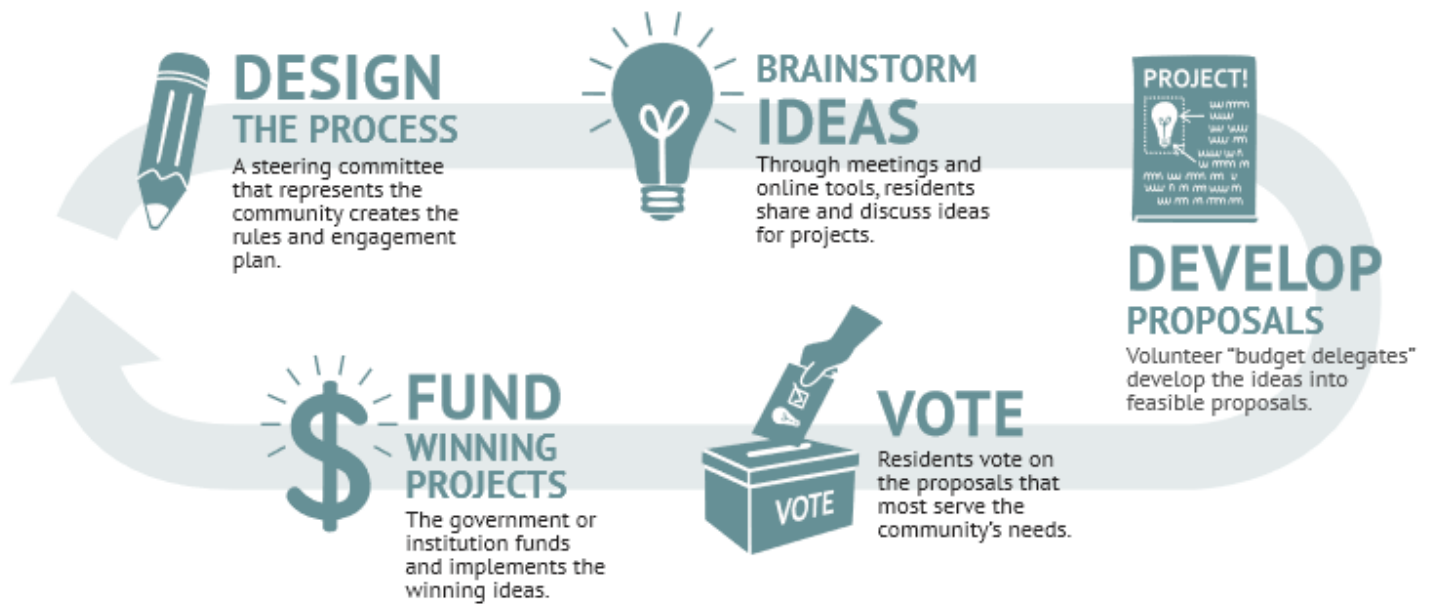 DESIGN
THE PROCESS
A steering committee
that represents the
community creates the
rules and engagement
plan.
BRAINSTORM
IDEAS
Through meetings and
online tools, residents
share and discuss ideas
for projects.
PROJECT!
DEVELOP
PROPOSALS
Volunteer “budget delegates”
develop the ideas into
feasible proposals.
VOTE
Residents vote on
the proposals that
most serve the
community’s needs.
VOTE
FUND
WINNING
PROJECTS
The government or
institution funds
and implements the
winning ideas.